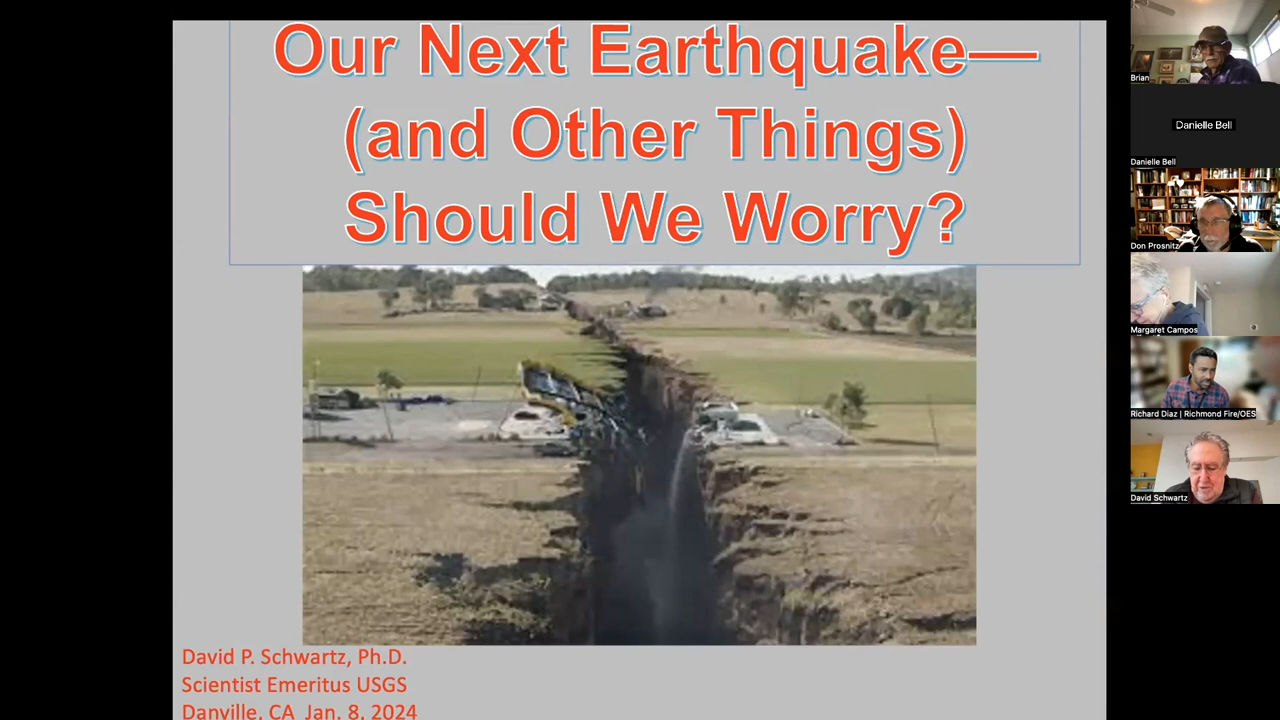 Our Next Earthquake—
(and Other Things)
Should We Worry?
David P. Schwartz, Ph.D.
Scientist Emeritus USGS
Danville, CA Jan. 8, 2024
Brian
Danielle Bell
Danielle Bell
Don Prosnitz
Margaret Campos
Richard Diaz | Richmond Fire/OES
David Schwartz